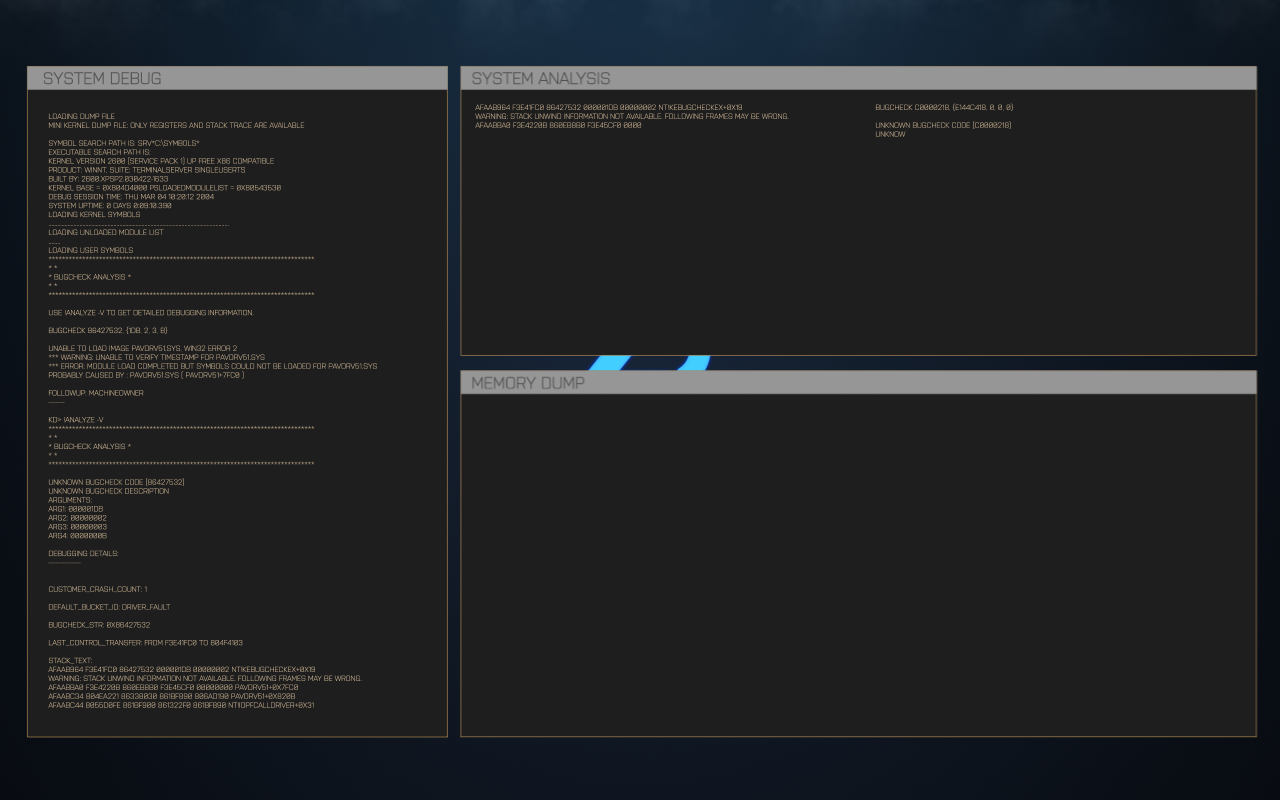 SYSTEM DEBUG
LOADING DUMP FILE
MINI KERNEL DUMP FILE: ONLY REGISTERS AND STACK TRACE ARE AVAILABLE
SYMBOL SEARCH PATH IS: SRV*C:\SYMBOLS*
EXECUTABLE SEARCH PATH IS:
KERNEL VERSION 2600 (SERVICE PACK 1) UP FREE X86 COMPATIBLE
PRODUCT: WINNT, SUITE: TERMINALSERVER SINGLEUSERTS
BUILT BY: 2600.XPSP2.030422-1633
KERNEL BASE = 0X804D4000 PSLOADEDMODULELIST = 0X80543530
DEBUG SESSION TIME: THU MAR 04 10:20:12 2004
SYSTEM UPTIME: 0 DAYS 0:09:10.390
LOADING KERNEL SYMBOLS
LOADING UNLOADED MODULE LIST
LOADING USER SYMBOLS
*******************************************************************************
* *
* BUGCHECK ANALYSIS *
* *
*******************************************************************************
USE !ANALYZE -V TO GET DETAILED DEBUGGING INFORMATION.
BUGCHECK 86427532, {1DB, 2, 3, B}
UNABLE TO LOAD IMAGE PAVDRV51.SYS, WIN32 ERROR 2
*** WARNING: UNABLE TO VERIFY TIMESTAMP FOR PAVDRV51.SYS
*** ERROR: MODULE LOAD COMPLETED BUT SYMBOLS COULD NOT BE LOADED FOR PAVDRV51.SYS
PROBABLY CAUSED BY : PAVDRV51.SYS ( PAVDRV51+7FC0 )
FOLLOWUP: MACHINEOWNER
KD> !ANALYZE -V
*******************************************************************************
* *
* BUGCHECK ANALYSIS *
* *
*******************************************************************************
UNKNOWN BUGCHECK CODE (86427532)
UNKNOWN BUGCHECK DESCRIPTION
ARGUMENTS:
ARG1: 000001DB
ARG2: 00000002
ARG3: 00000003
ARG4: 0000000B
DEBUGGING DETAILS:
CUSTOMER_CRASH_COUNT: 1
DEFAULT_BUCKET_ID: DRIVER_FAULT
BUGCHECK_STR: 0X86427532
LAST_CONTROL_TRANSFER: FROM F3E41FC0 TO 804F4103
STACK_TEXT:
AFAAB964 F3E41FC0 86427532 000001DB 00000002 NT!KEBUGCHECKEX+0X19
WARNING: STACK UNWIND INFORMATION NOT AVAILABLE. FOLLOWING FRAMES MAY BE WRONG.
AFAABBA0 F3E4220B 860EBBB0 F3E45CF0 00000000 PAVDRV51+0X7FC0
AFAABC34 804EA221 86338030 861BF890 806AD190 PAVDRV51+0X820B
AFAABC44 8055D0FE 861BF900 861322F0 861BF890 NT!IOPFCALLDRIVER+0X31
SYSTEM ANALYSIS
AFAAB964 F3E41FC0 86427532 000001DB 00000002 NT!KEBUGCHECKEX+0X19
WARNING: STACK UNWIND INFORMATION NOT AVAILABLE. FOLLOWING FRAMES MAY BE WRONG.
AFAABBA0 F3E4220B 860EBBB0 F3E45CF0 0000
BUGCHECK C0000218, {E144C418, 0, 0, 0}
UNKNOWN BUGCHECK CODE (C0000218)
UNKNOW
MEMORY DUMP